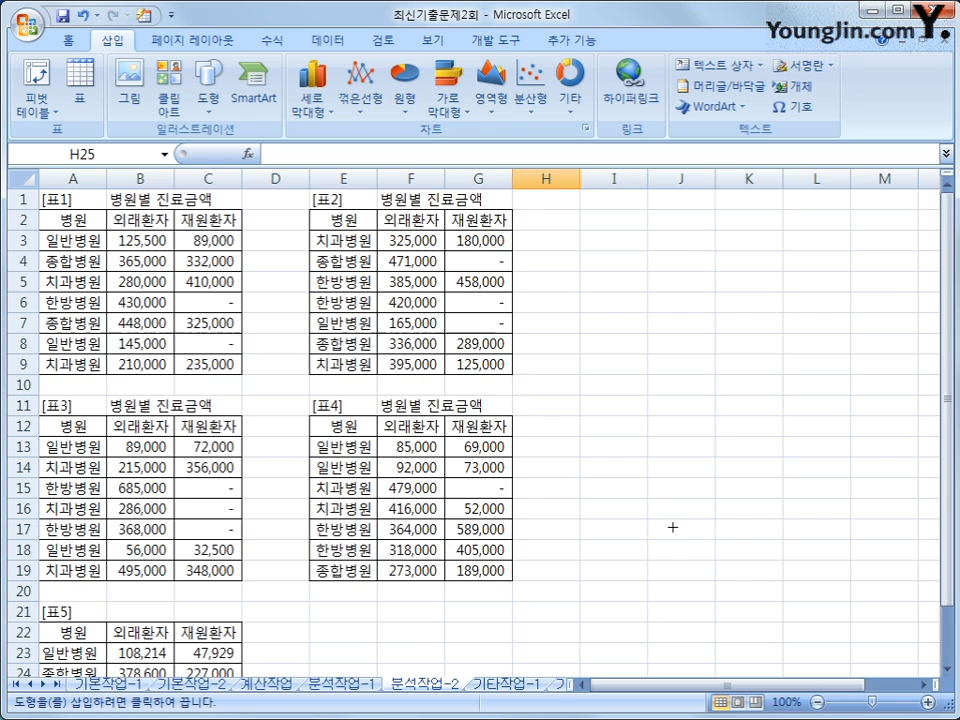 최신기출문제2회 - Microsoft Excel
YoungJin.com Y.
홈 삽입 페이지 레이아웃 수식 데이터 검토 보기 개발 도구 추가 기능
피벗 테이블 표 그림 클립 아트 도형 SmartArt 세로 막대형 꺾은선형 원형 가로 막대형 영역형 분산형 기타 하이퍼링크 텍스트 상자 서명란
머리글/바닥글 개체
WordArt 기호
표 일러스트레이션 차트 링크 텍스트
H25 fx
A B C D E F G H I J K L M
1 [표1] 병원별 진료금액 [표2] 병원별 진료금액
2 병원 외래환자 재원환자 병원 외래환자 재원환자
3 일반병원 125,500 89,000 치과병원 325,000 180,000
4 종합병원 365,000 332,000 종합병원 471,000 -
5 치과병원 280,000 410,000 한방병원 385,000 458,000
6 한방병원 430,000 - 한방병원 420,000 -
7 종합병원 448,000 325,000 일반병원 165,000 -
8 일반병원 145,000 - 종합병원 336,000 289,000
9 치과병원 210,000 235,000 치과병원 395,000 125,000
10
11 [표3] 병원별 진료금액 [표4] 병원별 진료금액
12 병원 외래환자 재원환자 병원 외래환자 재원환자
13 일반병원 89,000 72,000 일반병원 85,000 69,000
14 치과병원 215,000 356,000 일반병원 92,000 73,000
15 한방병원 685,000 - 치과병원 479,000 -
16 치과병원 286,000 - 치과병원 416,000 52,000
17 한방병원 368,000 - 한방병원 364,000 589,000
18 일반병원 56,000 32,500 한방병원 318,000 405,000
19 치과병원 495,000 348,000 종합병원 273,000 189,000
20
21 [표5]
22 병원 외래환자 재원환자
23 일반병원 108,214 47,929
24 종합병원 378,600 227,000
기본작업-1 기본작업-2 계산작업 분석작업-1 분석작업-2 기타작업-1 기
도형을(를) 삽입하려면 클릭하여 끕니다. 100%